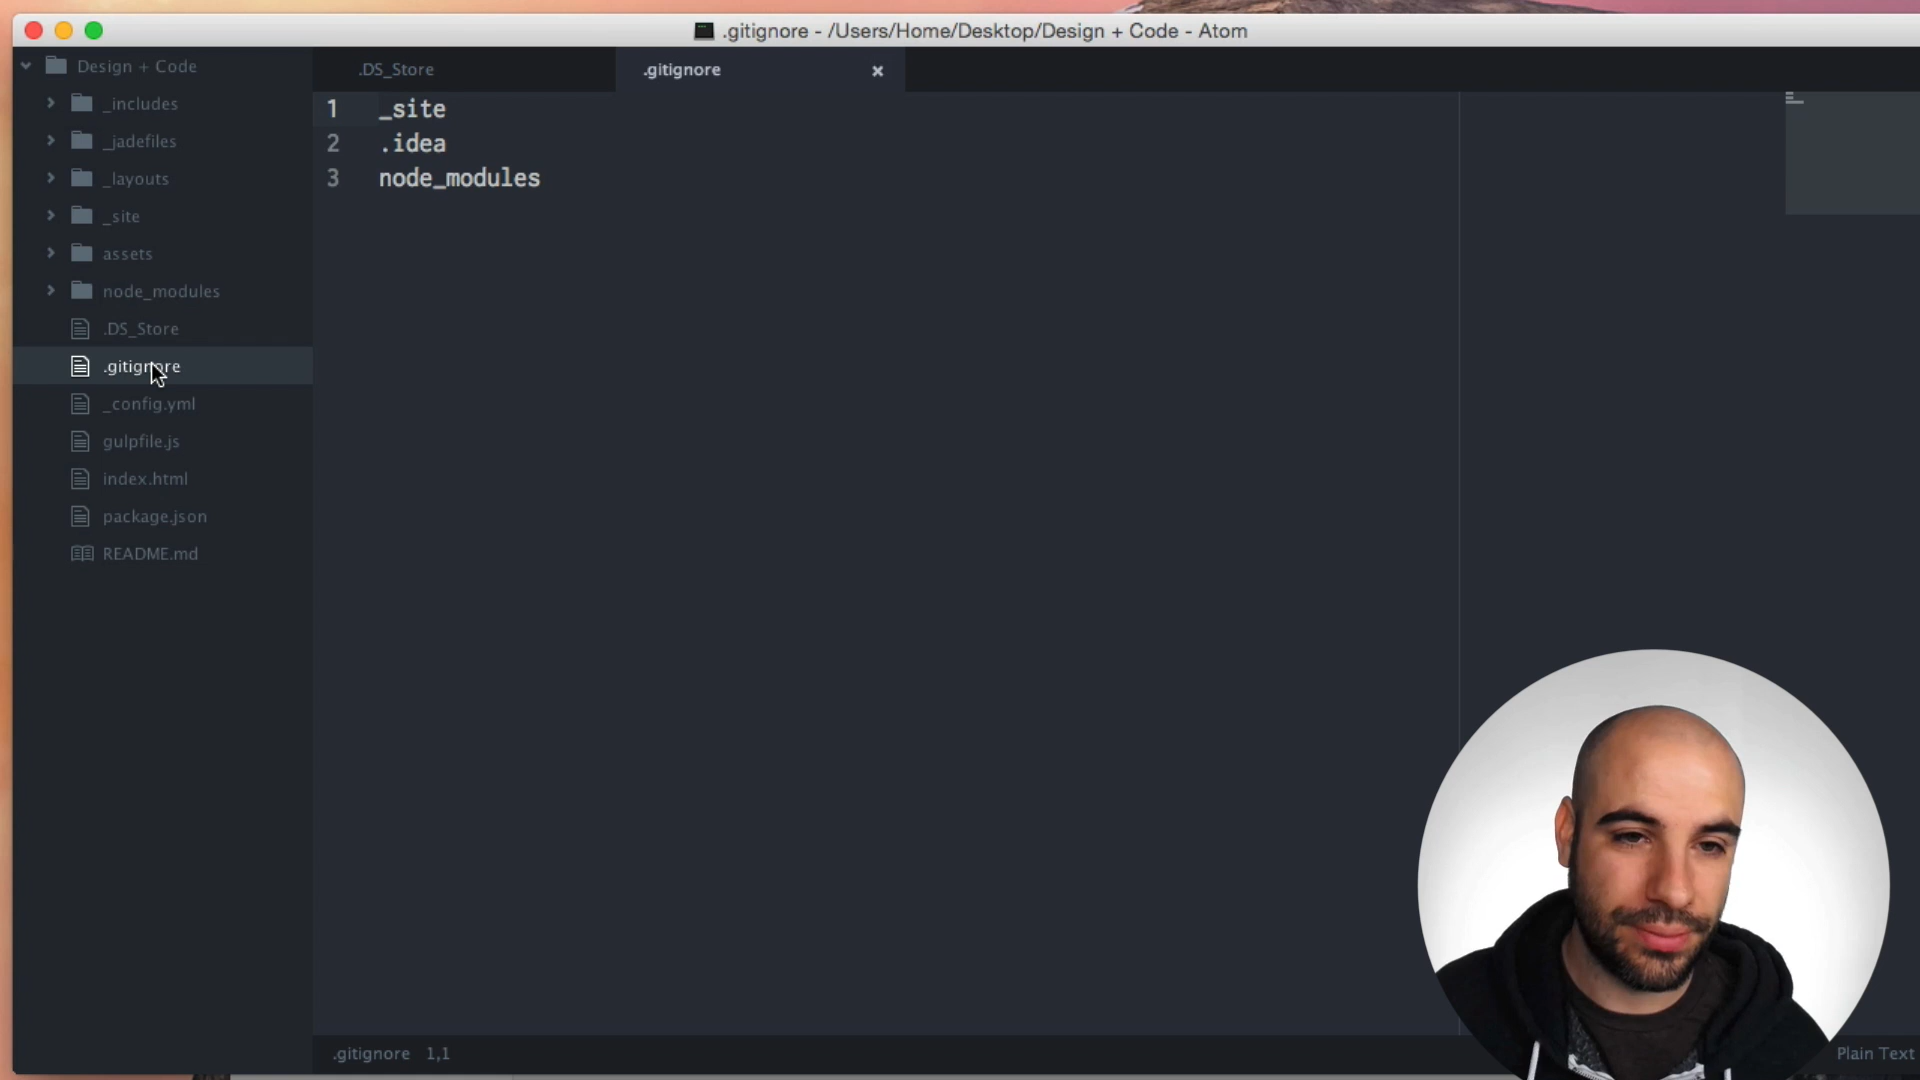 .gitignore - /Users/Home/Desktop/Design + Code - Atom
Design + Code
_includes
_jadefiles
_layouts
_site
assets
node_modules
.DS_Store
.gitignore
_config.yml
gulpfile.js
index.html
package.json
README.md
.DS_Store
.gitignore
1 _site
2 .idea
3 node_modules
.gitignore 1,1
Plain Text